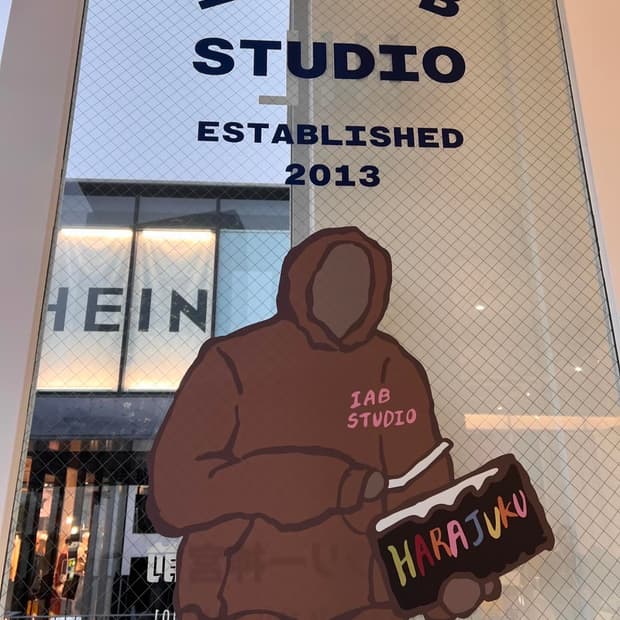 B
STUDIO
ESTABLISHED
2013
HEIN
IAB
STUDIO
HARAJUKU